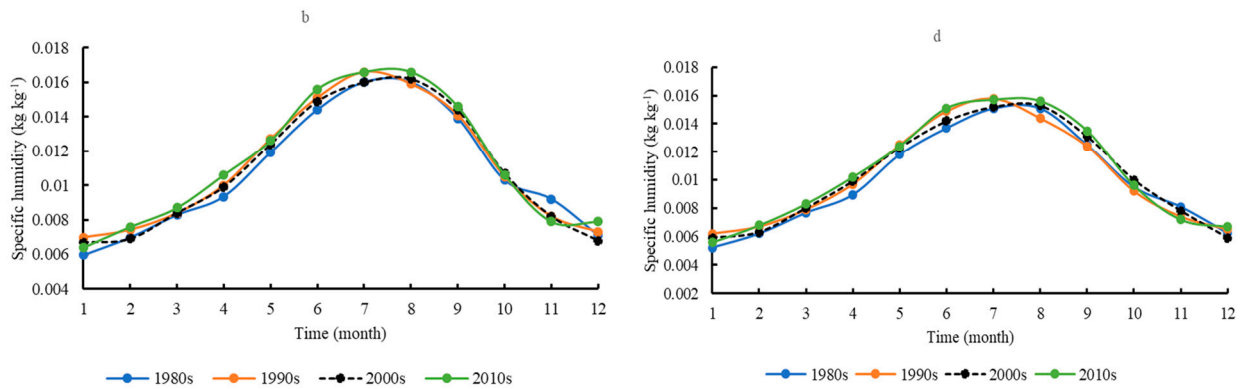 b
Specific humidity (kg kg⁻¹)
0.018
0.016
0.014
0.012
0.01
0.008
0.006
0.004
1 2 3 4 5 6 7 8 9 10 11 12
Time (month)
1980s 1990s 2000s 2010s
d
Specific humidity (kg kg⁻¹)
0.018
0.016
0.014
0.012
0.010
0.008
0.006
0.004
0.002
1 2 3 4 5 6 7 8 9 10 11 12
Time (month)
1980s 1990s 2000s 2010s